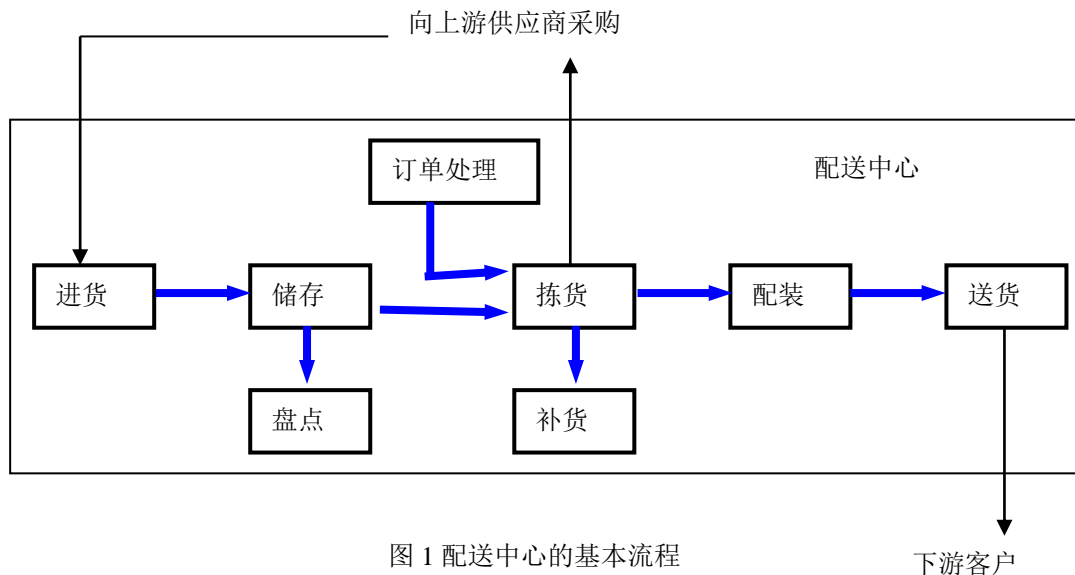 向上游供应商采购
订单处理
配送中心
进货
储存
拣货
配装
送货
盘点
补货
图 1 配送中心的基本流程
下游客户